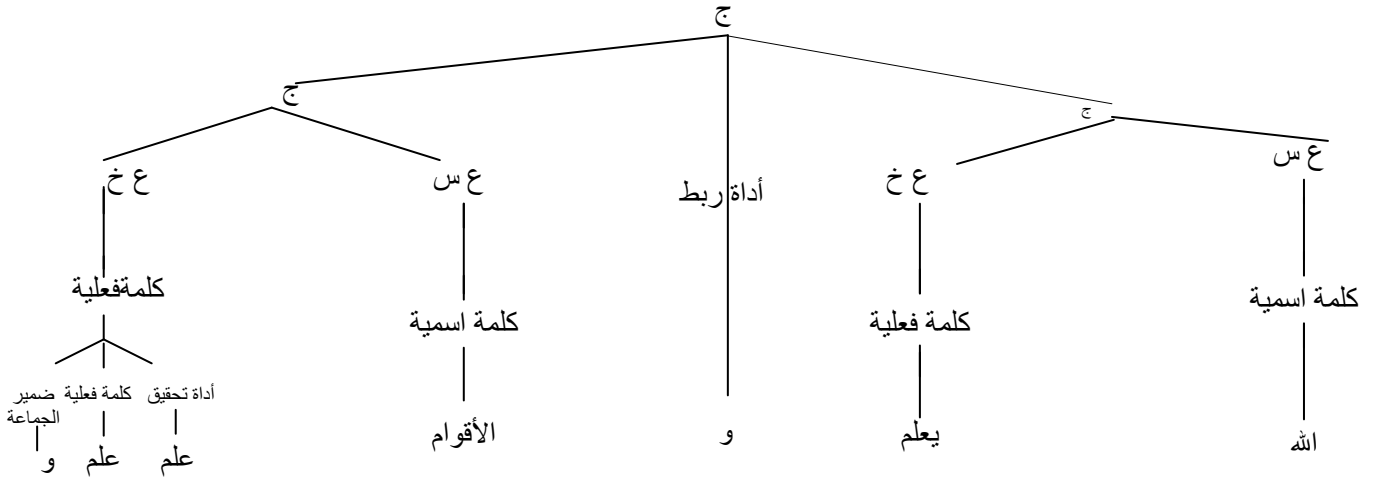 ج
ج ج
ع س ع خ أداة ربط ع س ع خ
كلمة اسمية كلمة فعلية كلمة اسمية كلمةفعلية
أداة تحقيق كلمة فعلية ضمير
الجماعة
الله يعلم و الأقوام علم علم و